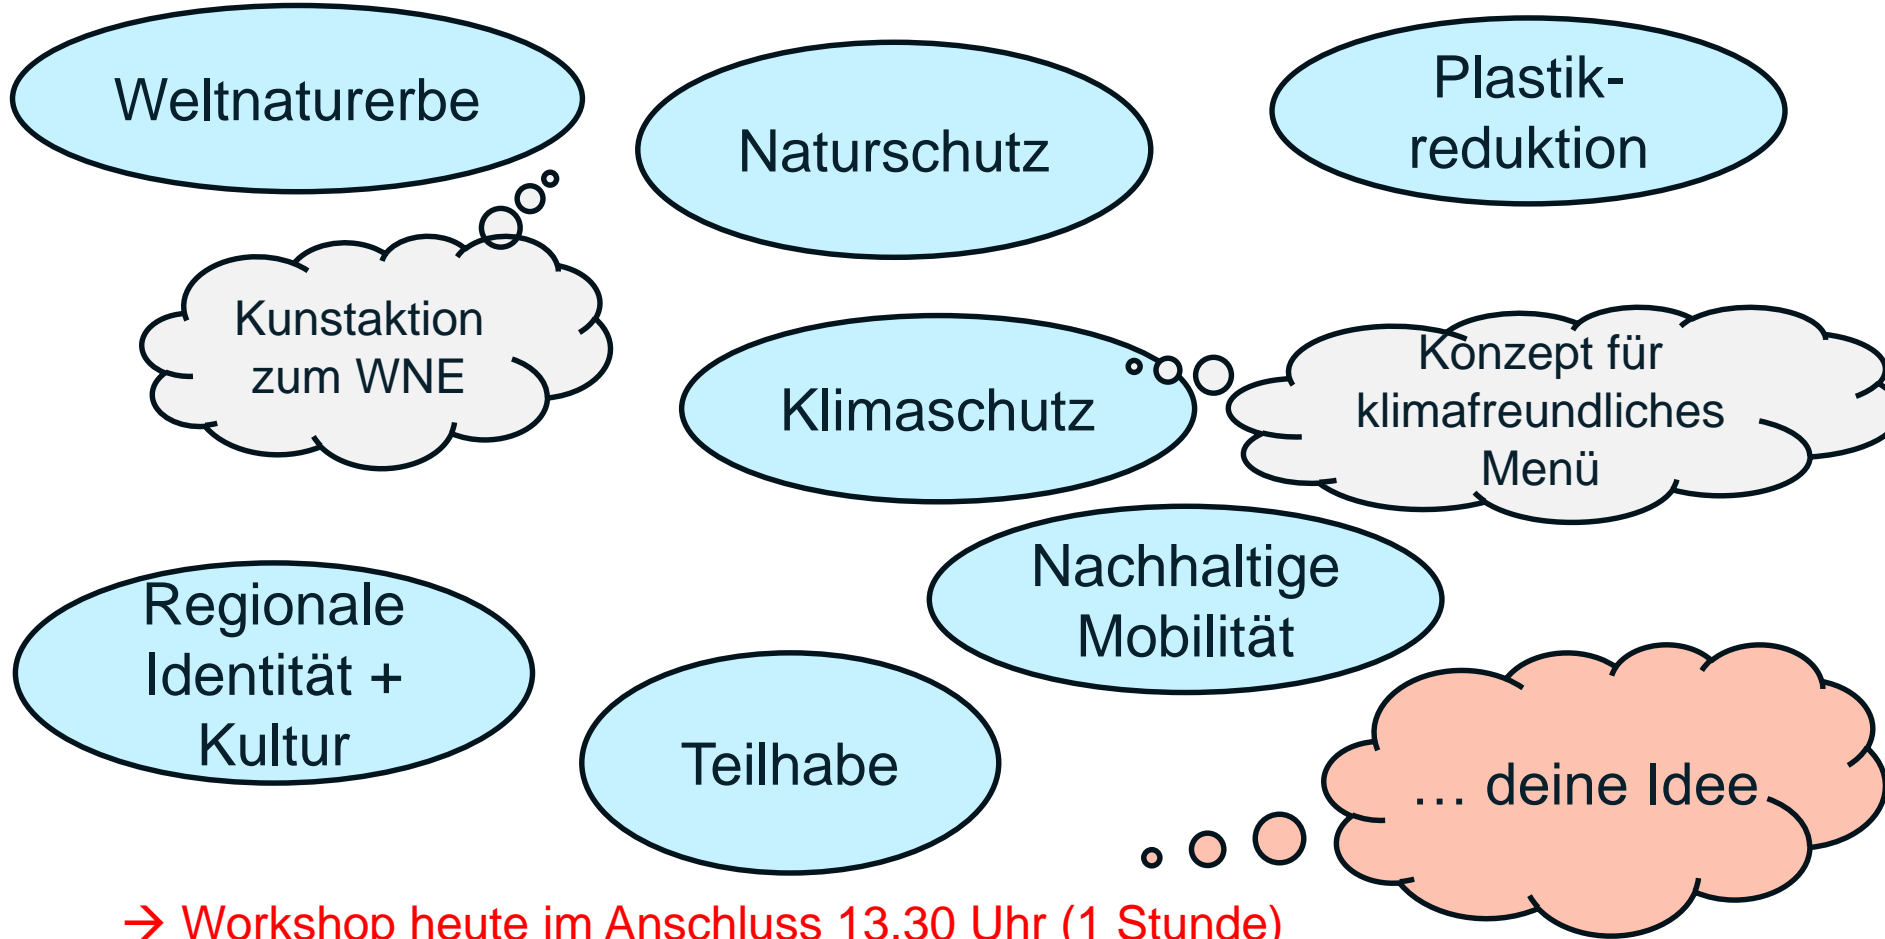 Weltnaturerbe
Naturschutz
Plastik-
reduktion
Kunstaktion
zum WNE
Klimaschutz
Konzept für
klimafreundliches
Menü
Nachhaltige
Mobilität
Regionale
Identität +
Kultur
Teilhabe
... deine Idee
→ Workshop heute im Anschluss 13.30 Uhr (1 Stunde)